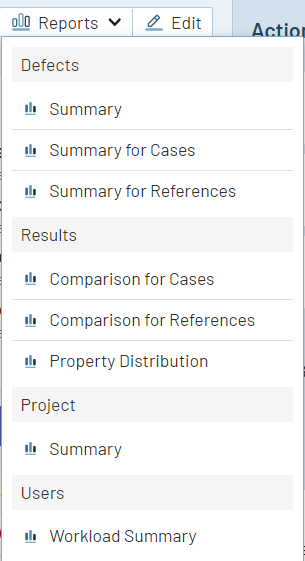 Reports
Edit
Action
Defects
Summary
Summary for Cases
Summary for References
Results
Comparison for Cases
Comparison for References
Property Distribution
Project
Summary
Users
Workload Summary